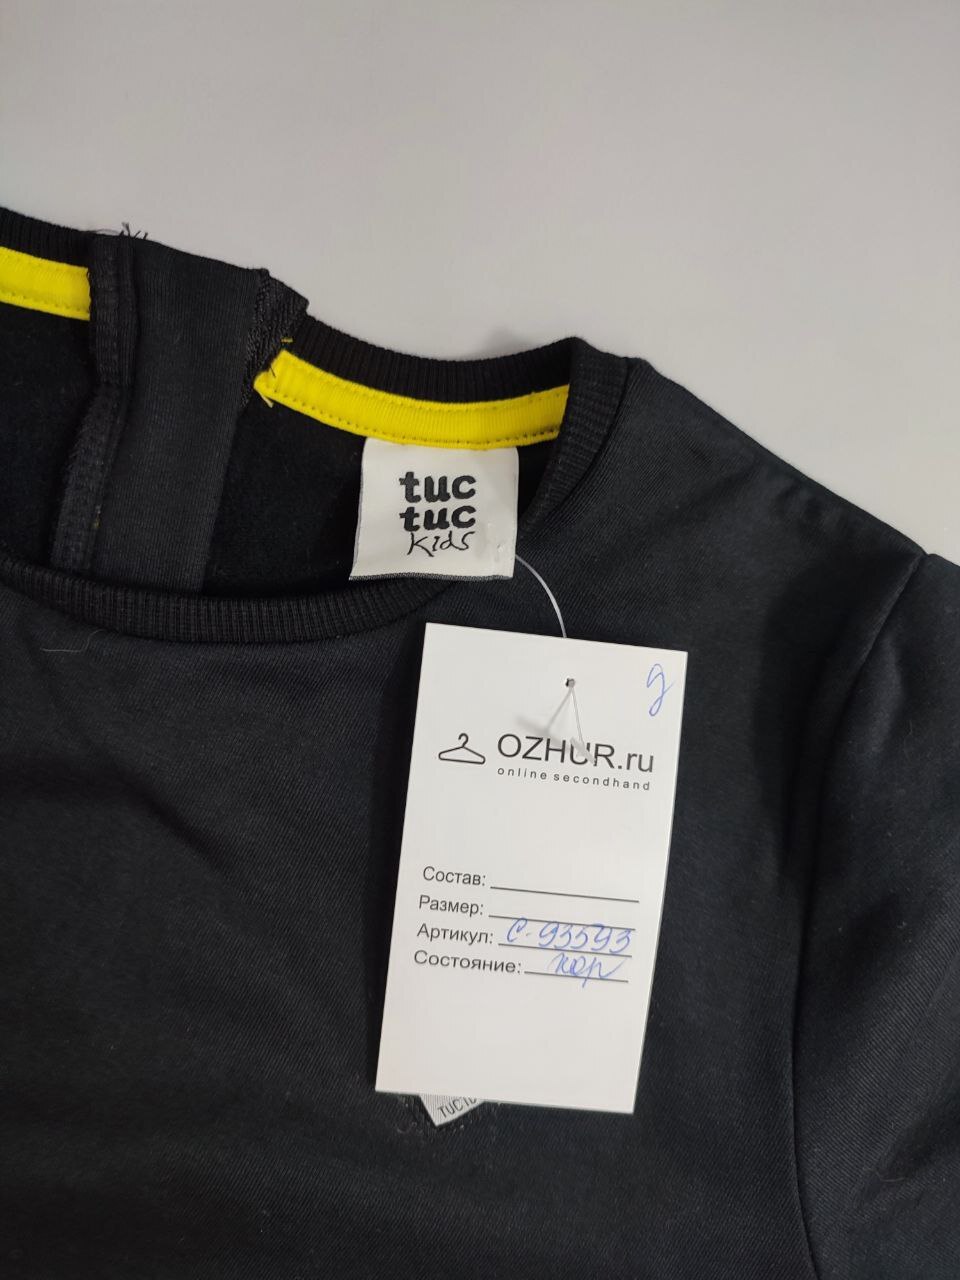 tuc
tuc
Kids
д
OZHUR.ru
online secondhand
Состав:
Размер:
Артикул: С-93593
Состояние: хор